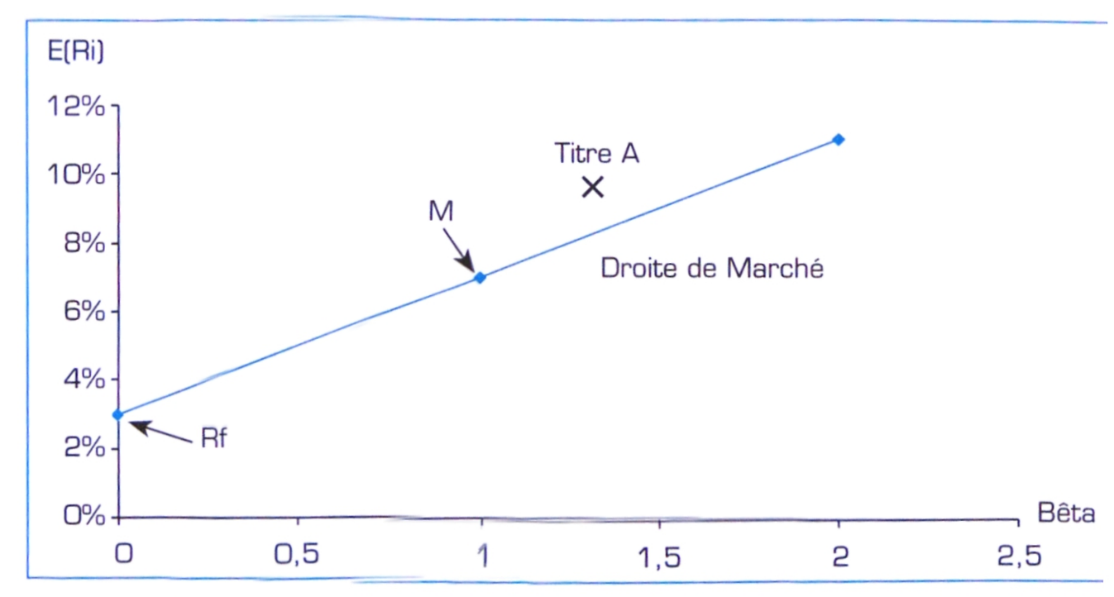 E(Ri)
12%
Titre A
10%
M
8%
Droite de Marché
6%
4%
Rf
2%
0%
Bêta
0
0,5
1
1,5
2
2,5